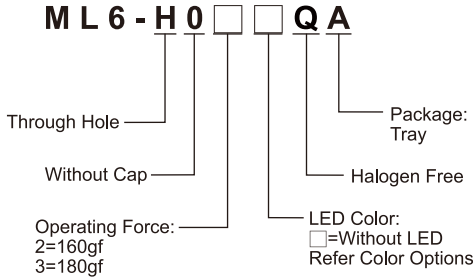 ML6-H0□□QA
Through Hole
Without Cap
Operating Force:
2=160gf
3=180gf
Package:
Tray
Halogen Free
LED Color:
□=Without LED
Refer Color Options